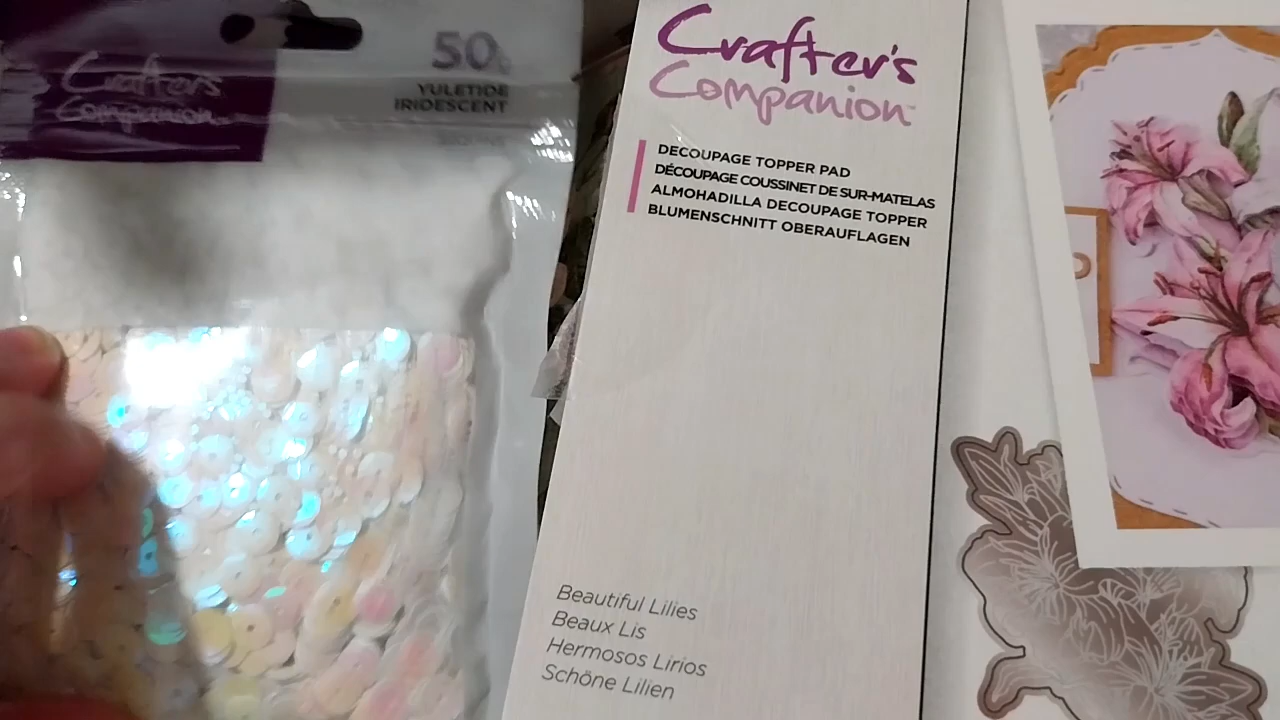 Crafter's
Companion
50g
YULETIDE
IRIDESCENT
Crafter's
Companion
DECOUPAGE TOPPER PAD
DÉCOUPAGE COUSSINET DE SUR-MATELAS
ALMOHADILLA DECOUPAGE TOPPER
BLUMENSCHNITT OBERAUFLAGEN
Beautiful Lilies
Beaux Lis
Hermosos Lirios
Schöne Lilien